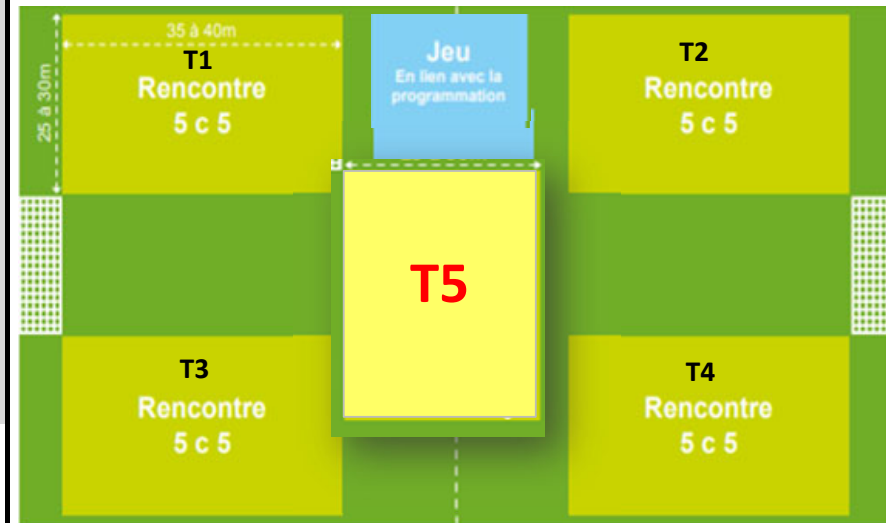 35 à 40m
25 à 30m
T1
Rencontre
5 c 5
Jeu
En lien avec la
programmation
T2
Rencontre
5 c 5
T5
T3
Rencontre
5 c 5
T4
Rencontre
5 c 5